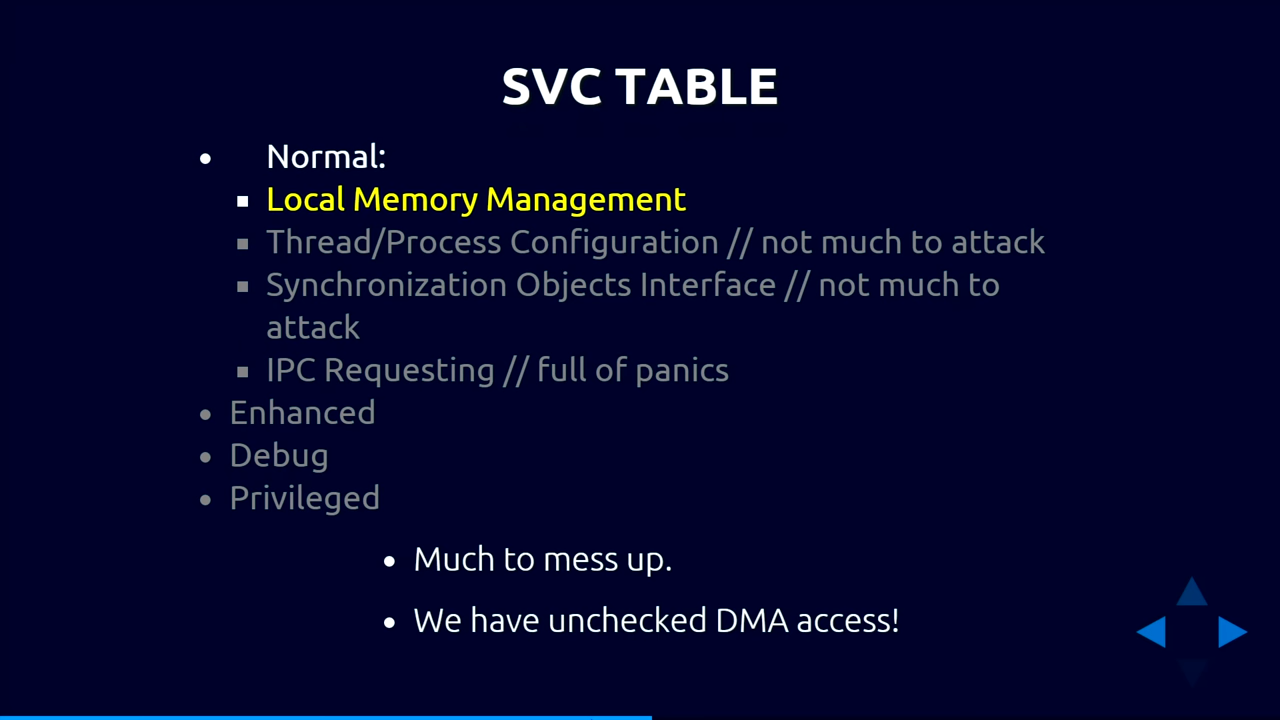 SVC TABLE
Normal:
Local Memory Management
Thread/Process Configuration // not much to attack
Synchronization Objects Interface // not much to
attack
IPC Requesting // full of panics
Enhanced
Debug
Privileged
Much to mess up.
We have unchecked DMA access!